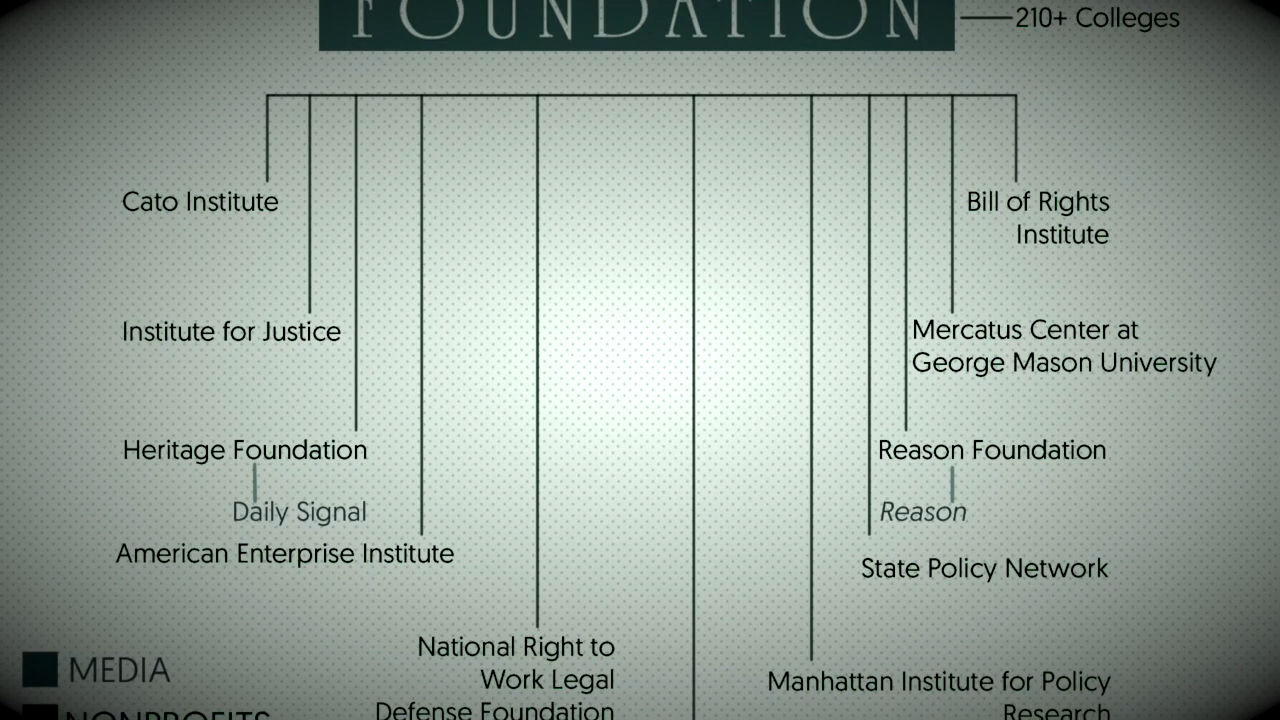 FOUNDATION
210+ Colleges
Cato Institute
Bill of Rights
Institute
Institute for Justice
Mercatus Center at
George Mason University
Heritage Foundation
Reason Foundation
Daily Signal
Reason
American Enterprise Institute
State Policy Network
National Right to
Work Legal
Defense Foundation
Manhattan Institute for Policy
Research
MEDIA
NONPROFITS